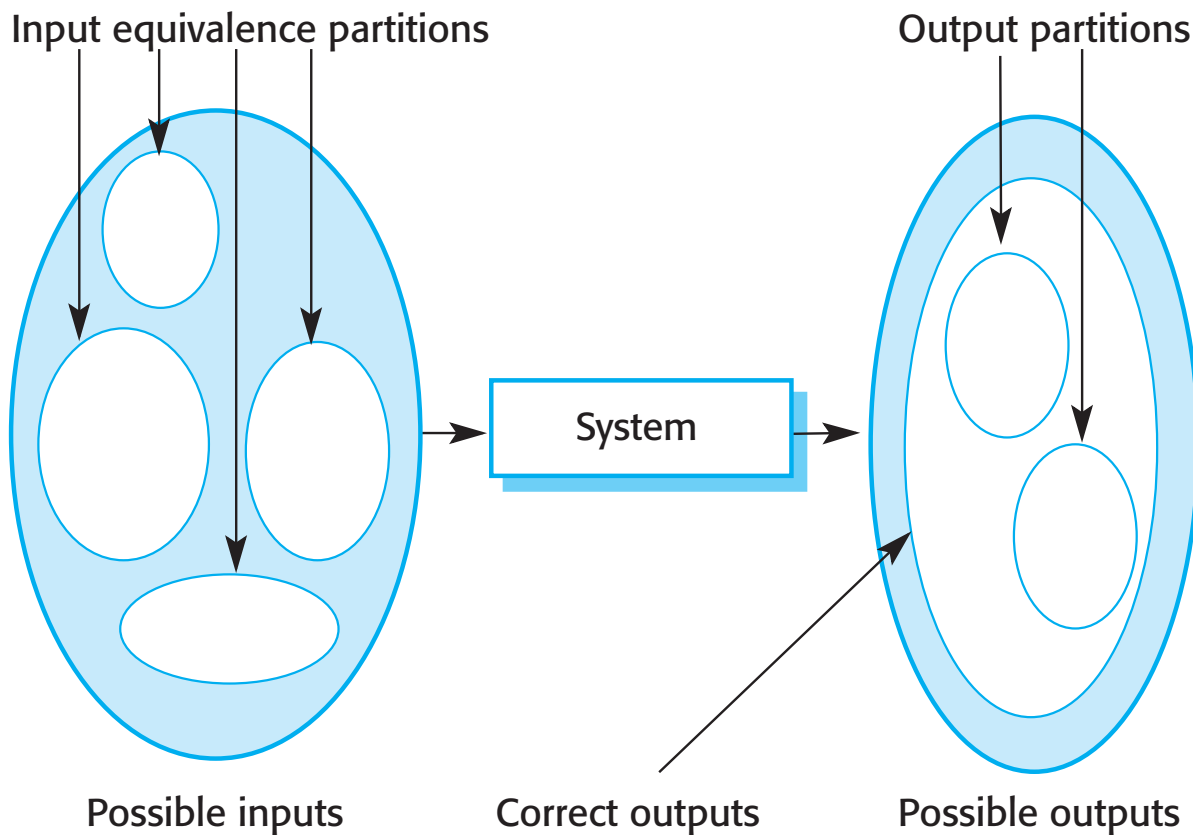 Input equivalence partitions
Output partitions
System
Possible inputs
Correct outputs
Possible outputs